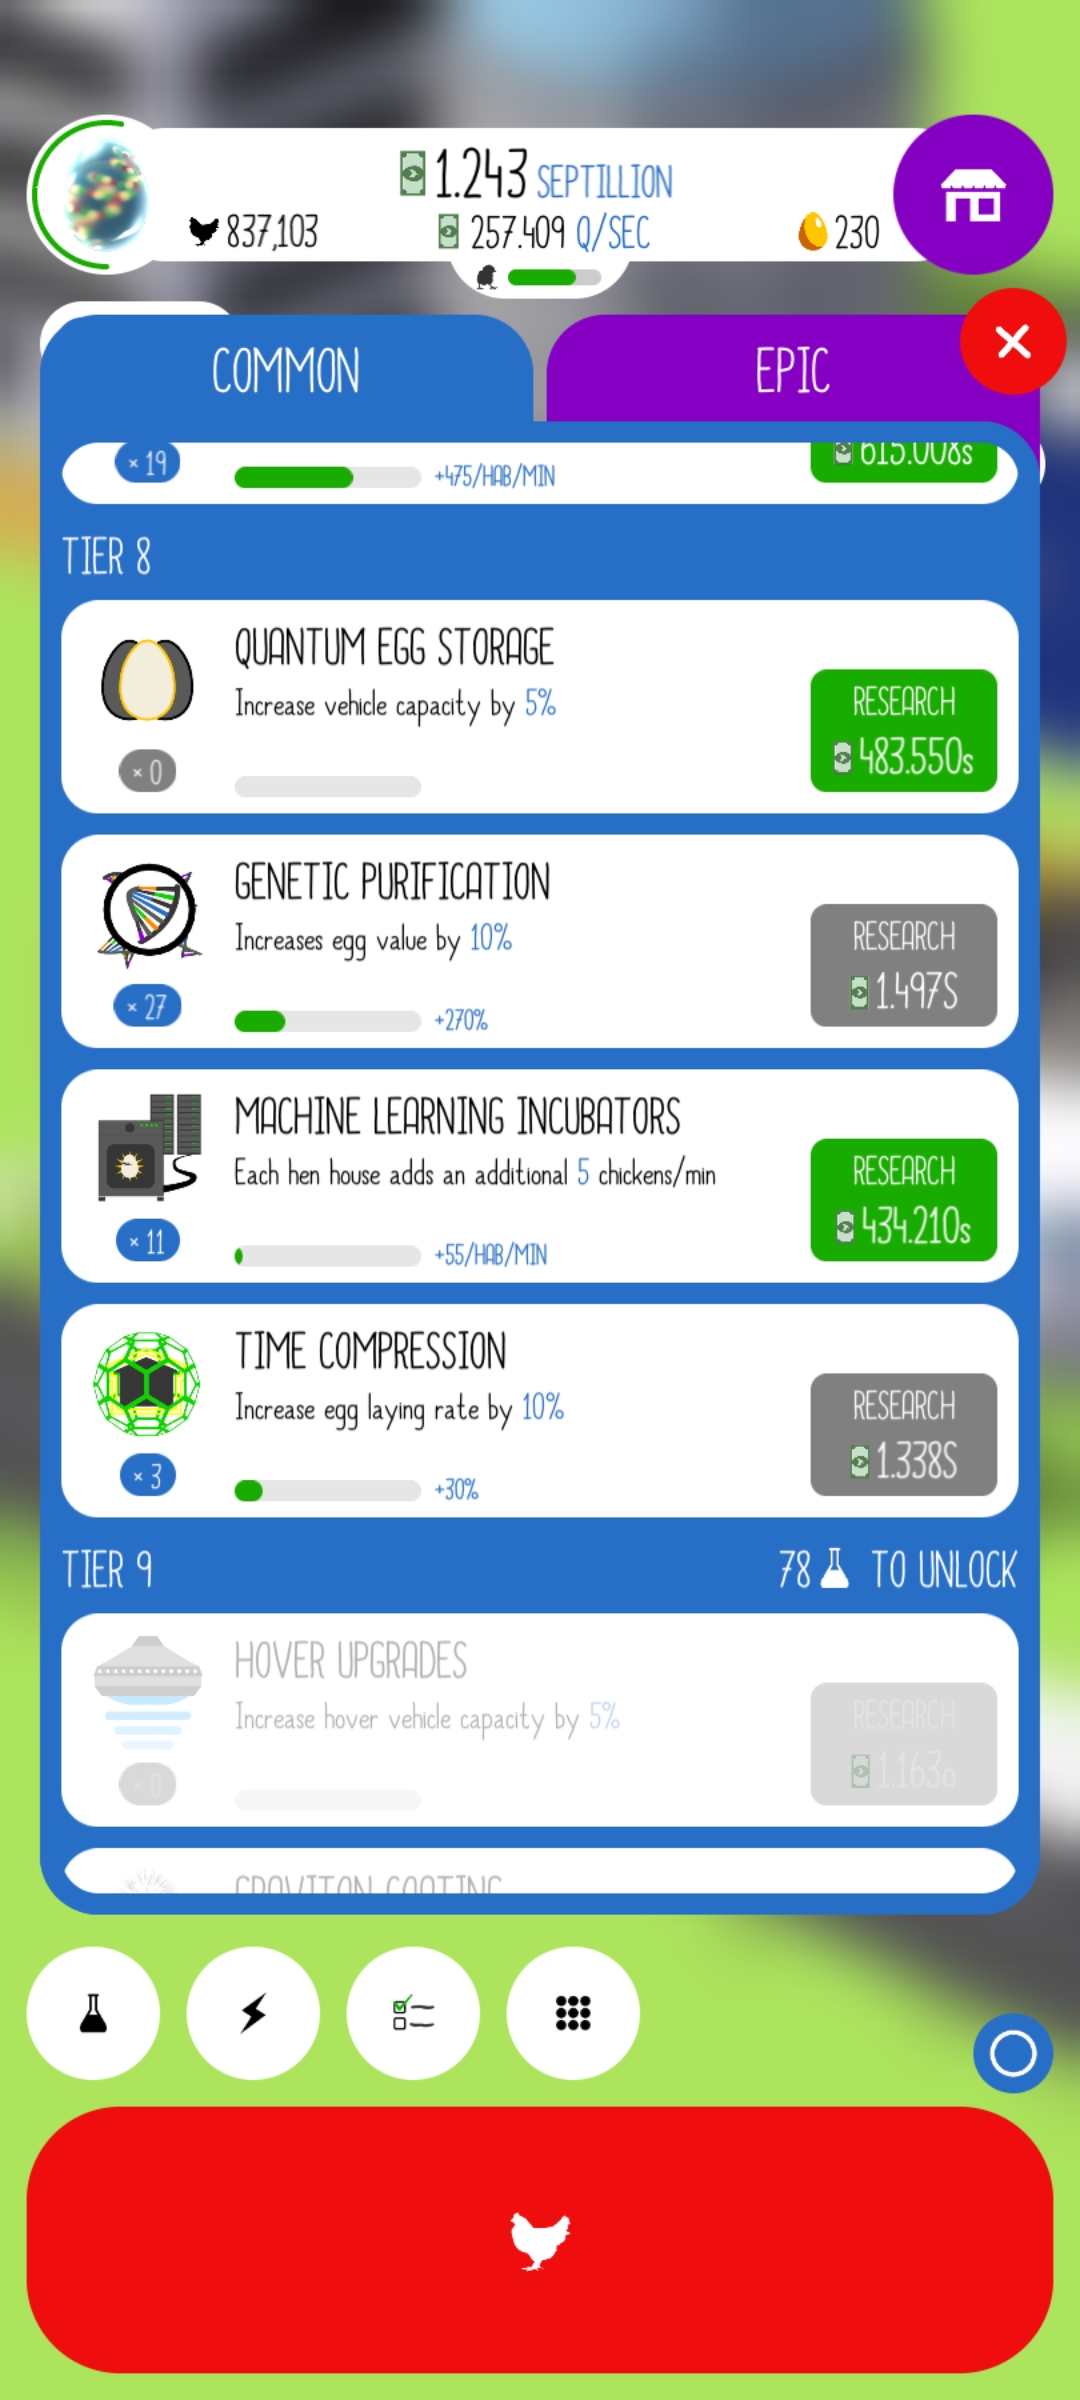 1.243 SEPTILLION
837,103 257.409 Q/SEC 230
COMMON EPIC
× 19 +475/HAB/MIN 615.008s
TIER 8
QUANTUM EGG STORAGE
Increase vehicle capacity by 5%
RESEARCH
483.550s
× 0
GENETIC PURIFICATION
Increases egg value by 10%
RESEARCH
1.497S
× 27 +270%
MACHINE LEARNING INCUBATORS
Each hen house adds an additional 5 chickens/min
RESEARCH
434.210s
× 11 +55/HAB/MIN
TIME COMPRESSION
Increase egg laying rate by 10%
RESEARCH
1.338S
× 3 +30%
TIER 9 78 TO UNLOCK
HOVER UPGRADES
Increase hover vehicle capacity by 5%
RESEARCH
1.163o
× 0
GRAVITON COATING